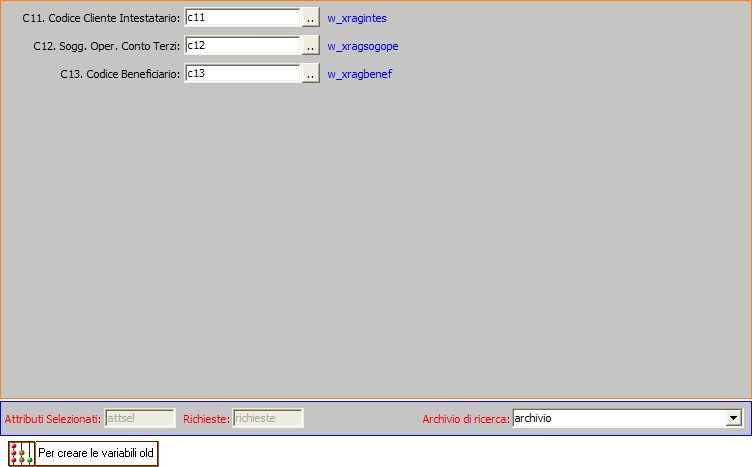 C11. Codice Cliente Intestatario: c11 .. w_xragintes
C12. Sogg. Oper. Conto Terzi: c12 .. w_xragsogope
C13. Codice Beneficiario: c13 .. w_xragbenef
Attributi Selezionati: attsel Richieste: richieste Archivio di ricerca: archivio
Per creare le variabili old